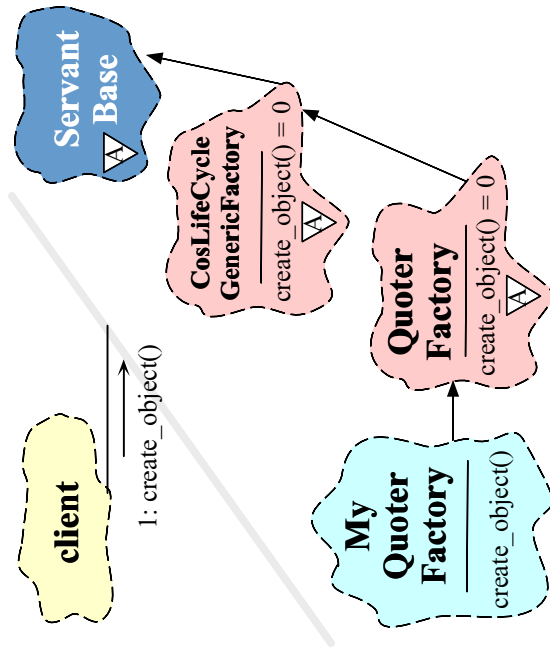 client
1: create_object()
Servant
Base
A
CosLifeCycle
GenericFactory
create_object() = 0
A
Quoter
Factory
create_object() = 0
A
My
Quoter
Factory
create_object()